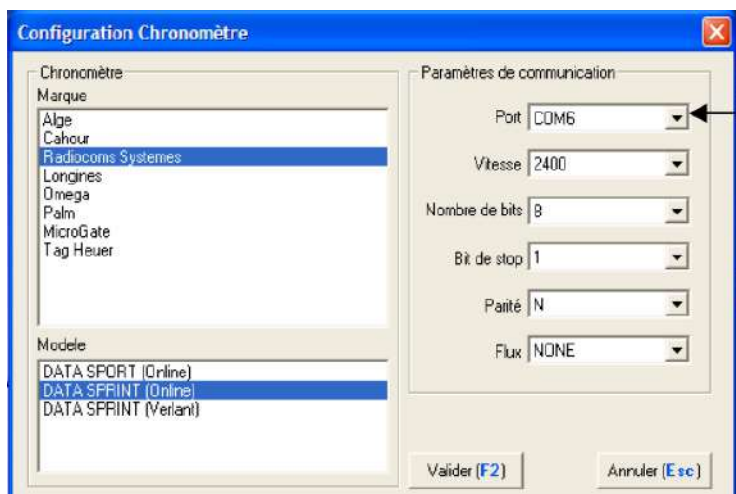 Configuration Chronomètre
Chronomètre
Marque
Alge
Cahour
Radiocoms Systemes
Longines
Omega
Palm
MicroGate
Tag Heuer
Modele
DATA SPORT (Online)
DATA SPRINT (Online)
DATA SPRINT (Verlant)
Paramètres de communication
Port COM6
Vitesse 2400
Nombre de bits 8
Bit de stop 1
Parité N
Flux NONE
Valider (F2)
Annuler (Esc)